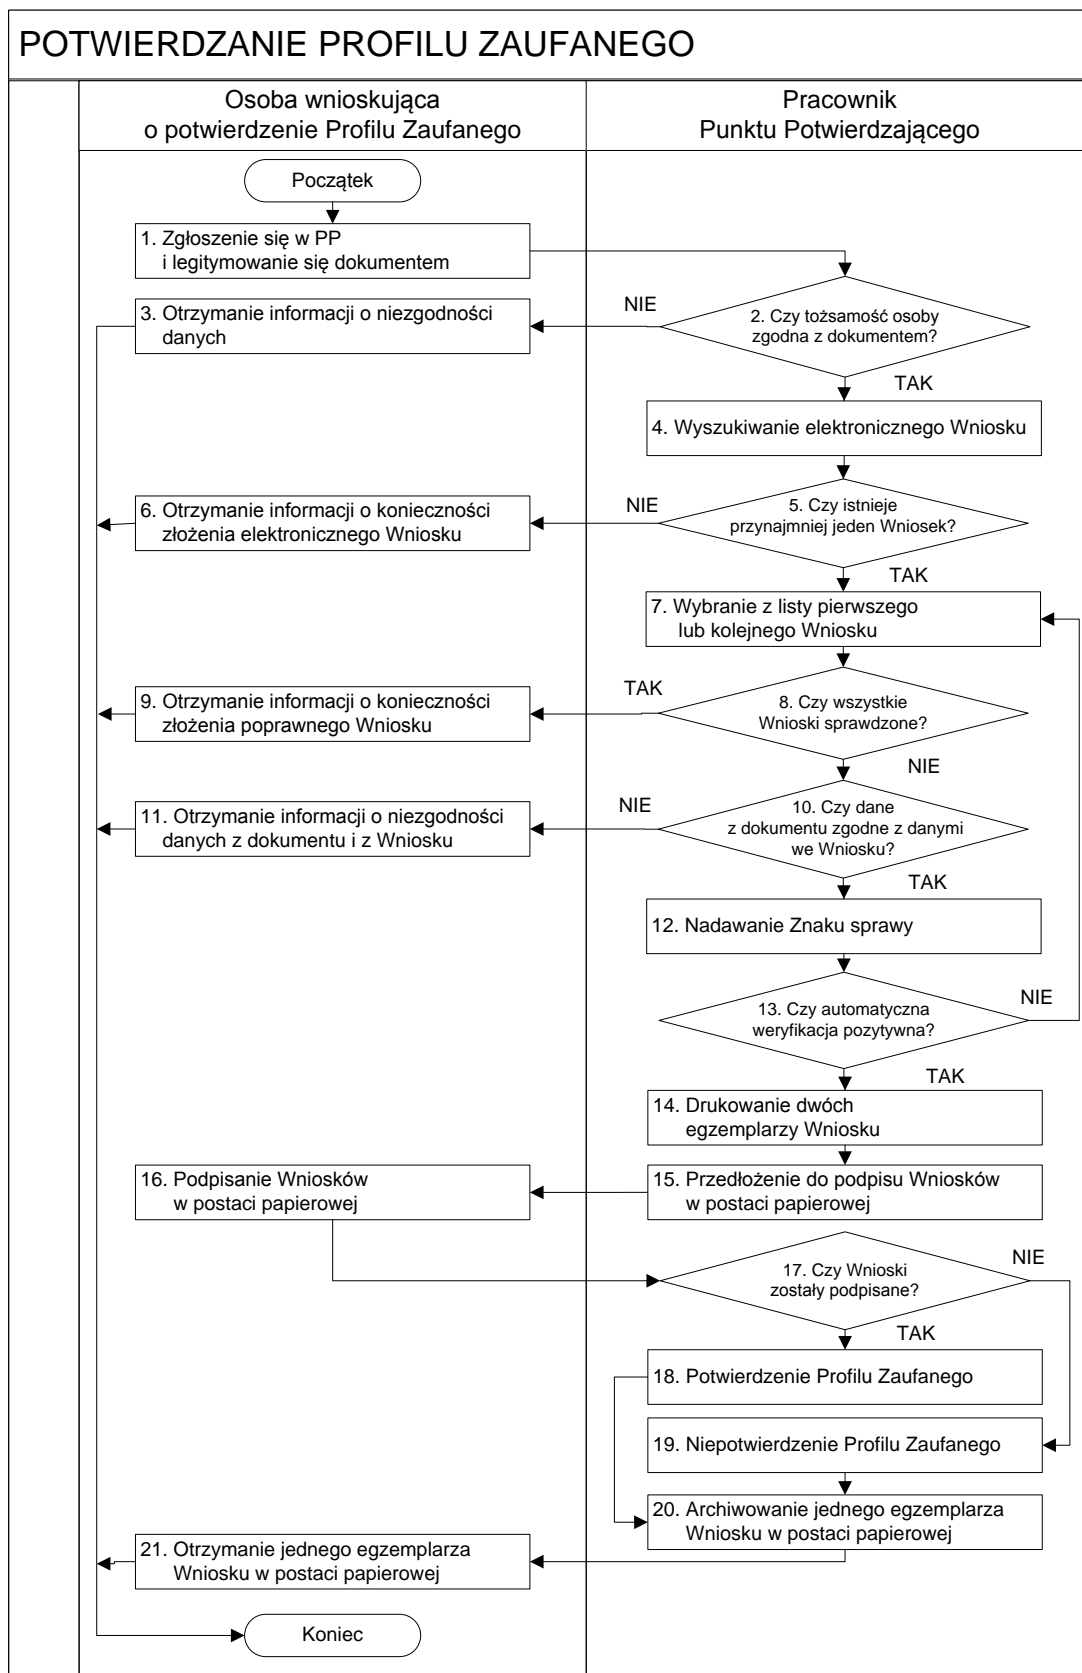 POTWIERDZANIE PROFILU ZAUFANEGO
Osoba wnioskująca
o potwierdzenie Profilu Zaufanego
Pracownik
Punktu Potwierdzającego
Początek
1. Zgłoszenie się w PP
i legitymowanie się dokumentem
2. Czy tożsamość osoby
zgodna z dokumentem?
NIE
3. Otrzymanie informacji o niezgodności
danych
TAK
4. Wyszukiwanie elektronicznego Wniosku
5. Czy istnieje
przynajmniej jeden Wniosek?
NIE
6. Otrzymanie informacji o konieczności
złożenia elektronicznego Wniosku
TAK
7. Wybranie z listy pierwszego
lub kolejnego Wniosku
8. Czy wszystkie
Wnioski sprawdzone?
TAK
9. Otrzymanie informacji o konieczności
złożenia poprawnego Wniosku
NIE
10. Czy dane
z dokumentu zgodne z danymi
we Wniosku?
NIE
11. Otrzymanie informacji o niezgodności
danych z dokumentu i z Wniosku
TAK
12. Nadawanie Znaku sprawy
13. Czy automatyczna
weryfikacja pozytywna?
NIE
TAK
14. Drukowanie dwóch
egzemplarzy Wniosku
15. Przedłożenie do podpisu Wniosków
w postaci papierowej
16. Podpisanie Wniosków
w postaci papierowej
17. Czy Wnioski
zostały podpisane?
NIE
TAK
18. Potwierdzenie Profilu Zaufanego
19. Niepotwierdzenie Profilu Zaufanego
20. Archiwowanie jednego egzemplarza
Wniosku w postaci papierowej
21. Otrzymanie jednego egzemplarza
Wniosku w postaci papierowej
Koniec